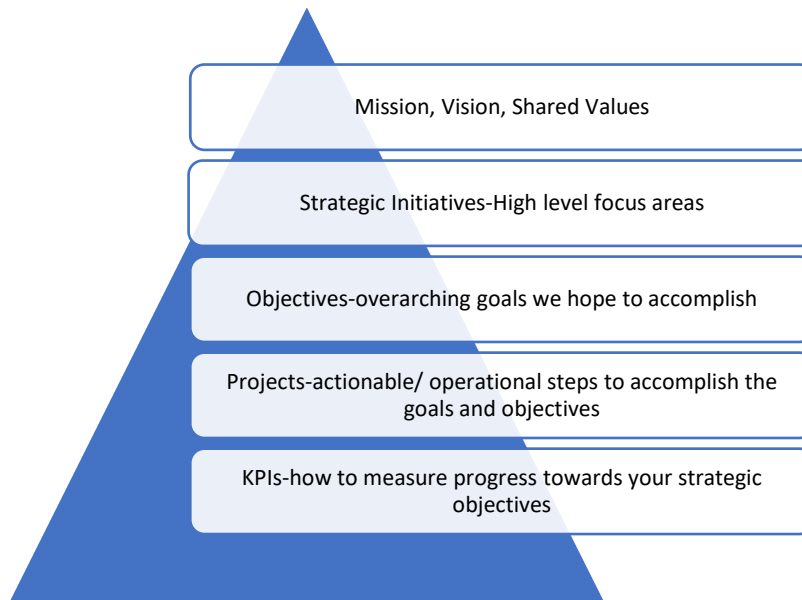 Mission, Vision, Shared Values
Strategic Initiatives-High level focus areas
Objectives-overarching goals we hope to accomplish
Projects-actionable/ operational steps to accomplish the
goals and objectives
KPIs-how to measure progress towards your strategic
objectives